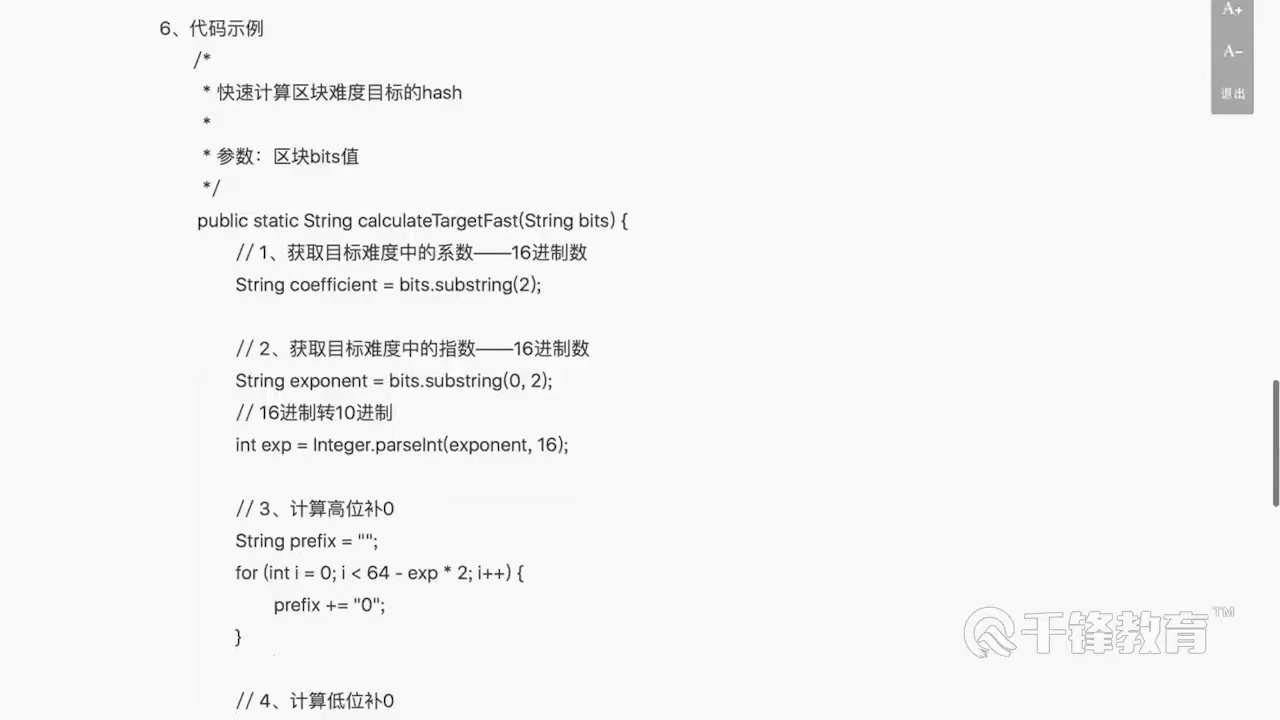 6、代码示例
/*
* 快速计算区块难度目标的hash
*
* 参数：区块bits值
*/
public static String calculateTargetFast(String bits) {
// 1、获取目标难度中的系数——16进制数
String coefficient = bits.substring(2);
// 2、获取目标难度中的指数——16进制数
String exponent = bits.substring(0, 2);
// 16进制转10进制
int exp = Integer.parseInt(exponent, 16);
// 3、计算高位补0
String prefix = "";
for (int i = 0; i < 64 - exp * 2; i++) {
prefix += "0";
}
// 4、计算低位补0
A+
A-
退出
千锋教育™